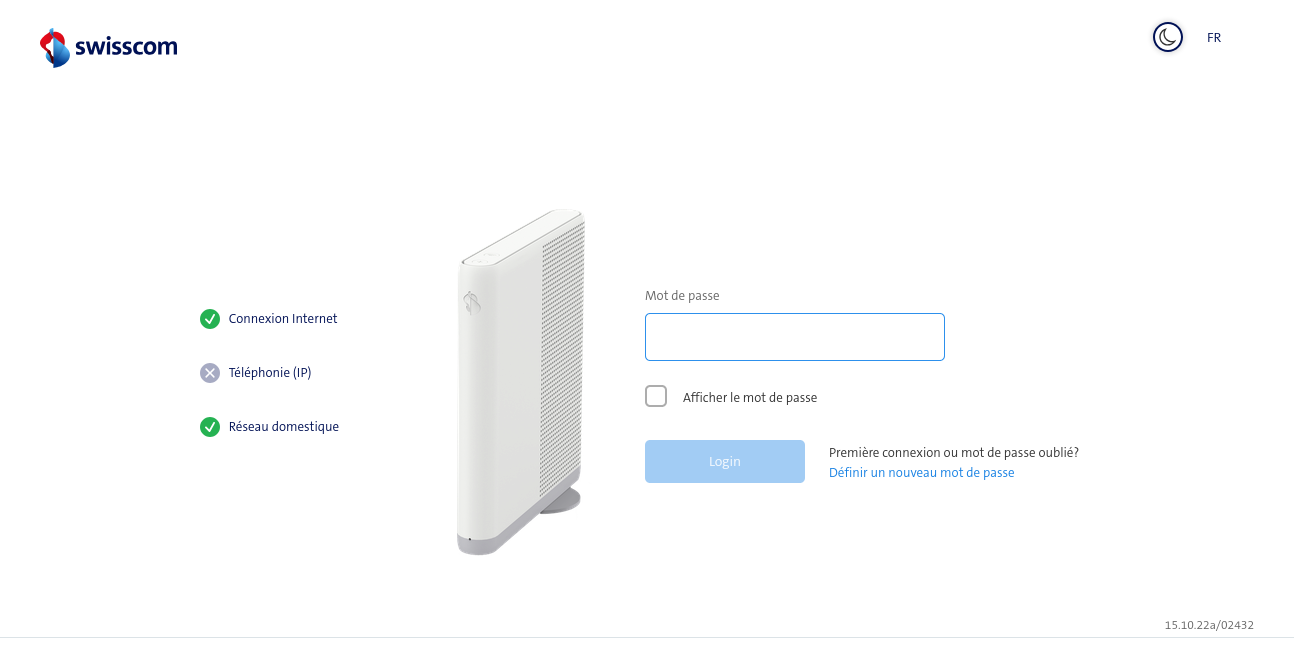 swisscom
FR
Connexion Internet
Téléphonie (IP)
Réseau domestique
Mot de passe
Afficher le mot de passe
Login
Première connexion ou mot de passe oublié?
Définir un nouveau mot de passe
15.10.22a/02432